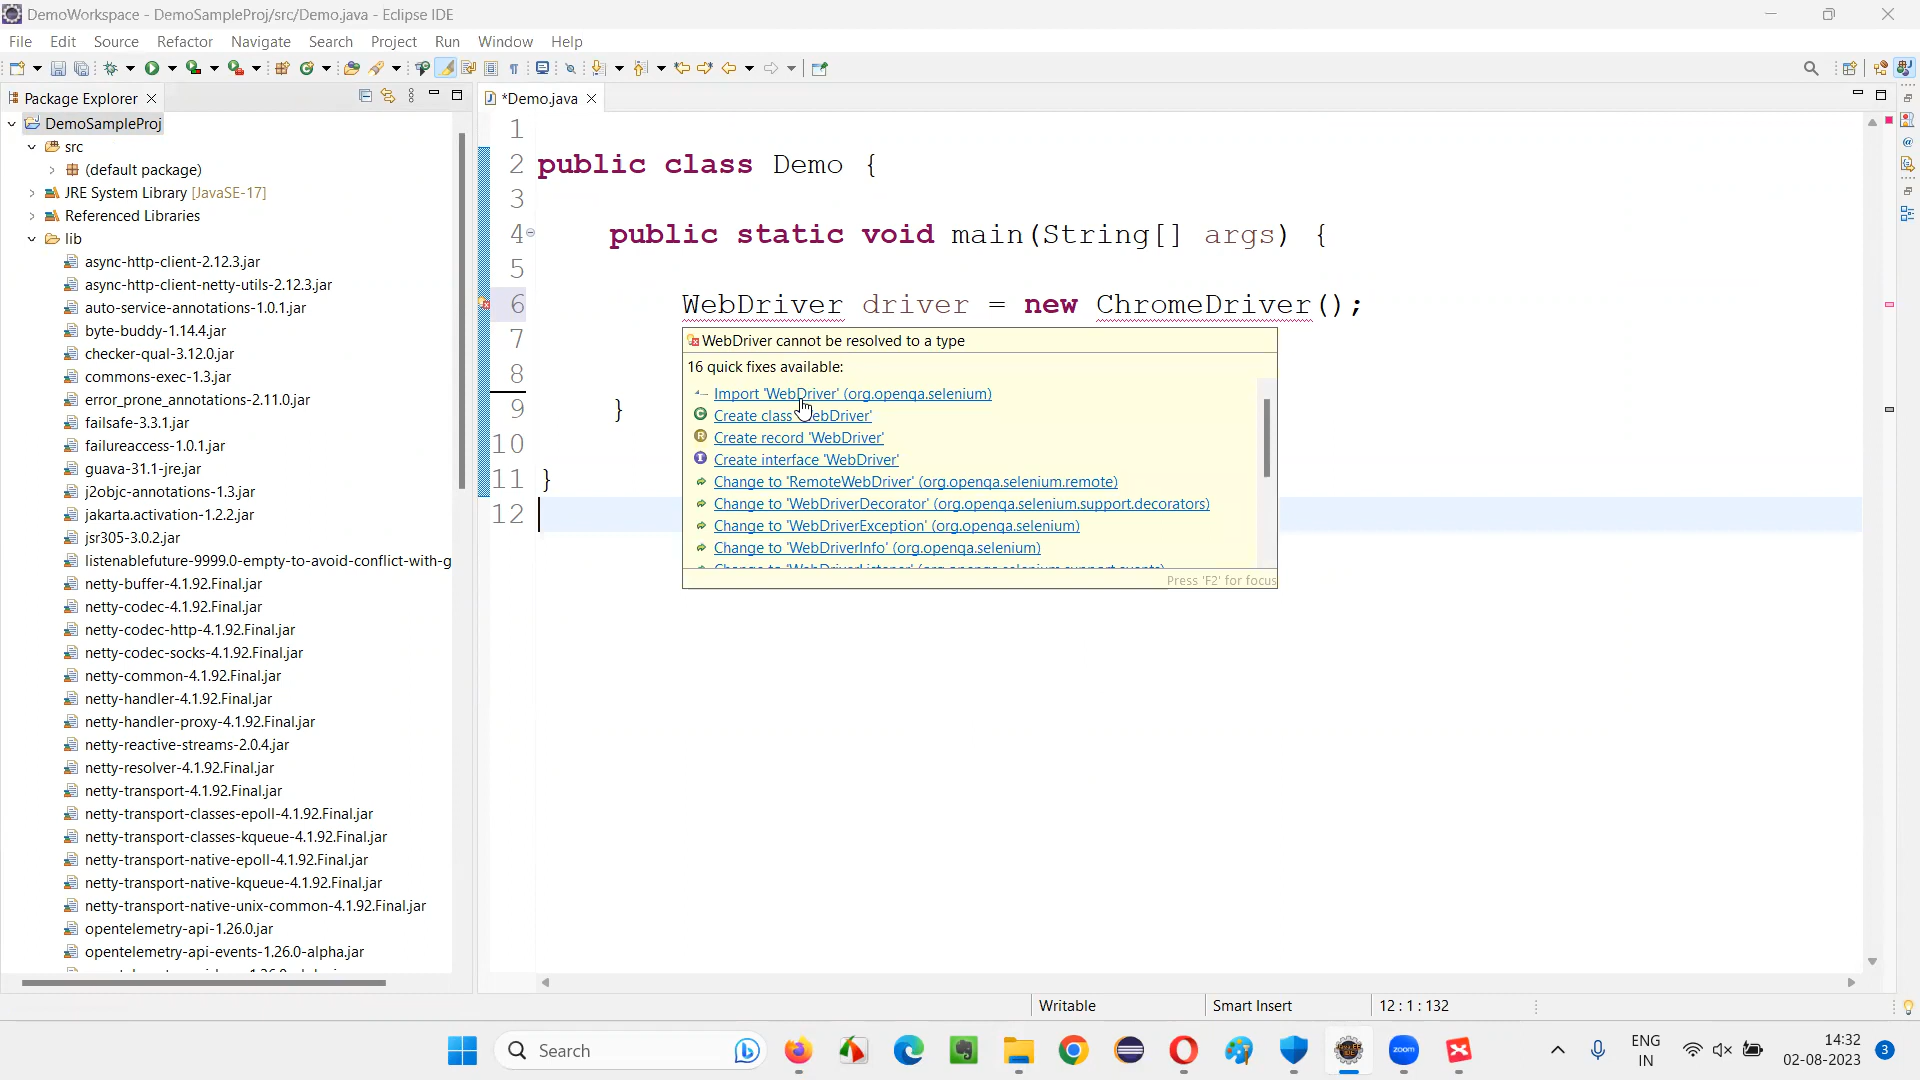 DemoWorkspace - DemoSampleProj/src/Demo.java - Eclipse IDE
File Edit Source Refactor Navigate Search Project Run Window Help
Package Explorer
*Demo.java
DemoSampleProj
src
(default package)
JRE System Library [JavaSE-17]
Referenced Libraries
lib
async-http-client-2.12.3.jar
async-http-client-netty-utils-2.12.3.jar
auto-service-annotations-1.0.1.jar
byte-buddy-1.14.4.jar
checker-qual-3.12.0.jar
commons-exec-1.3.jar
error_prone_annotations-2.11.0.jar
failsafe-3.3.1.jar
failureaccess-1.0.1.jar
guava-31.1-jre.jar
j2objc-annotations-1.3.jar
jakarta.activation-1.2.2.jar
jsr305-3.0.2.jar
listenablefuture-9999.0-empty-to-avoid-conflict-with-g
netty-buffer-4.1.92.Final.jar
netty-codec-4.1.92.Final.jar
netty-codec-http-4.1.92.Final.jar
netty-codec-socks-4.1.92.Final.jar
netty-common-4.1.92.Final.jar
netty-handler-4.1.92.Final.jar
netty-handler-proxy-4.1.92.Final.jar
netty-reactive-streams-2.0.4.jar
netty-resolver-4.1.92.Final.jar
netty-transport-4.1.92.Final.jar
netty-transport-classes-epoll-4.1.92.Final.jar
netty-transport-classes-kqueue-4.1.92.Final.jar
netty-transport-native-epoll-4.1.92.Final.jar
netty-transport-native-kqueue-4.1.92.Final.jar
netty-transport-native-unix-common-4.1.92.Final.jar
opentelemetry-api-1.26.0.jar
opentelemetry-api-events-1.26.0-alpha.jar
1
2 public class Demo {
3
4 public static void main(String[] args) {
5
6 WebDriver driver = new ChromeDriver();
7
8
9 }
10
11 }
12
WebDriver cannot be resolved to a type
16 quick fixes available:
Import 'WebDriver' (org.openqa.selenium)
Create class 'WebDriver'
Create record 'WebDriver'
Create interface 'WebDriver'
Change to 'RemoteWebDriver' (org.openqa.selenium.remote)
Change to 'WebDriverDecorator' (org.openqa.selenium.support.decorators)
Change to 'WebDriverException' (org.openqa.selenium)
Change to 'WebDriverInfo' (org.openqa.selenium)
Change to 'WebDriverListener' (org.openqa.selenium.support.events)
Press 'F2' for focus
Writable Smart Insert 12 : 1 : 132
Search
zoom
ENG
IN
14:32
02-08-2023
3